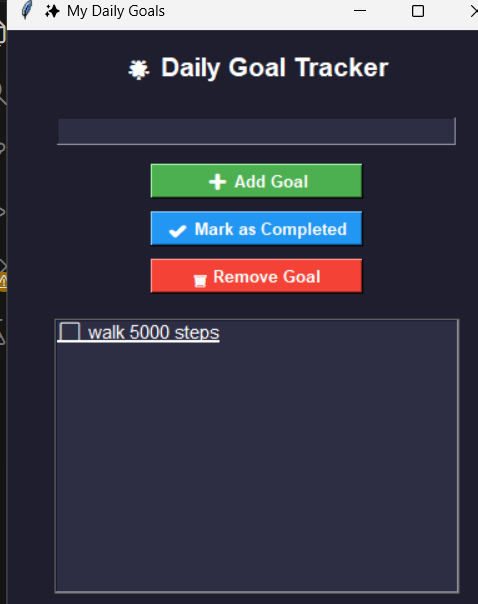 ✨ My Daily Goals
🌟 Daily Goal Tracker
➕ Add Goal
✔ Mark as Completed
🗑 Remove Goal
⬜ walk 5000 steps